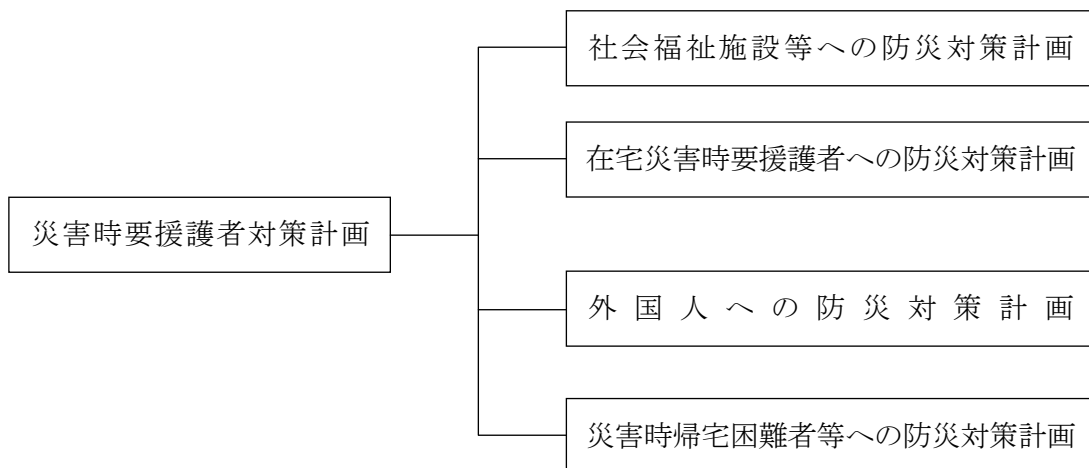 社会福祉施設等への防災対策計画
在宅災害時要援護者への防災対策計画
災害時要援護者対策計画
外国人への防災対策計画
災害時帰宅困難者等への防災対策計画